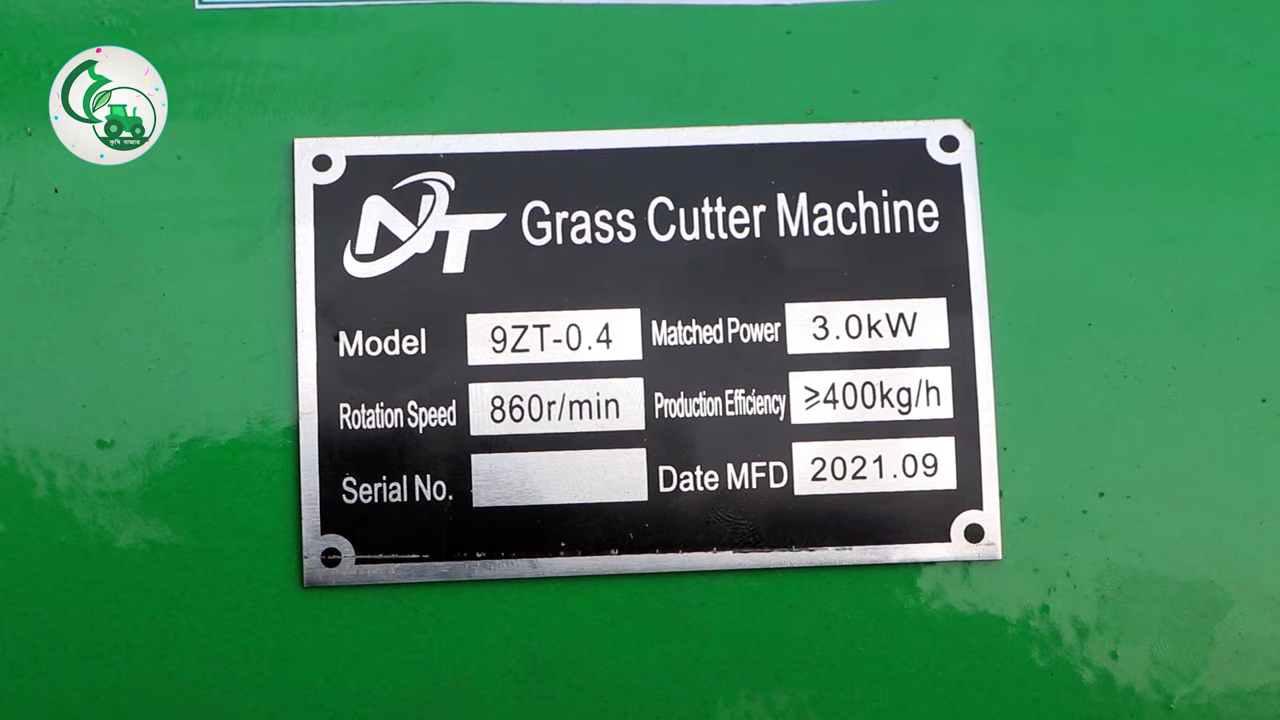 কৃষি বাজার
NT Grass Cutter Machine
Model 9ZT-0.4 Matched Power 3.0kW
Rotation Speed 860r/min Production Efficiency ≥400kg/h
Serial No. Date MFD 2021.09